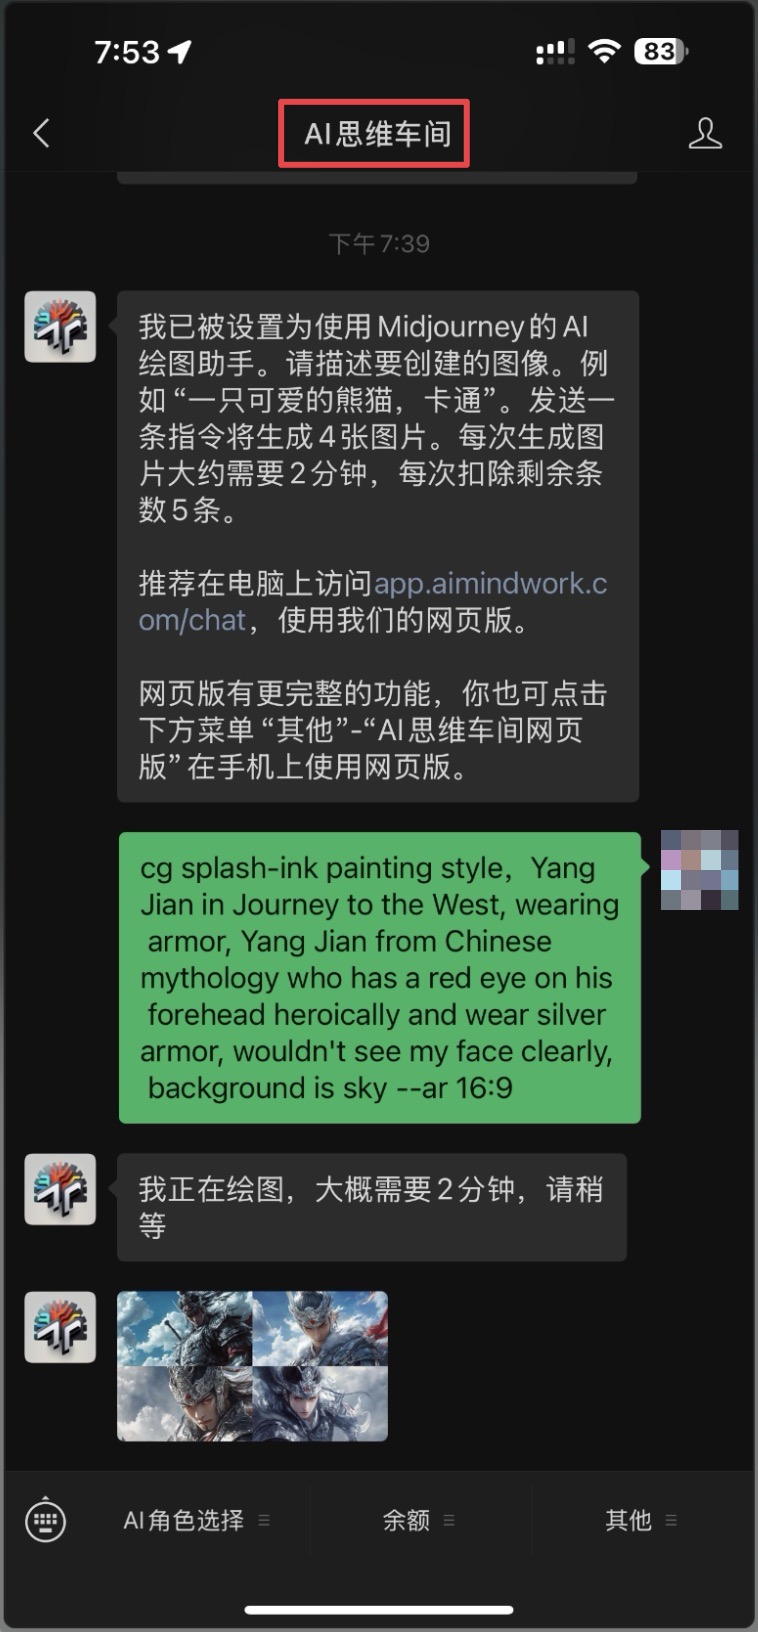 7:53
83
AI思维车间
下午7:39
我已被设置为使用Midjourney的AI
绘图助手。请描述要创建的图像。例
如“一只可爱的熊猫，卡通”。发送一
条指令将生成4张图片。每次生成图
片大约需要2分钟，每次扣除剩余条
数5条。
推荐在电脑上访问app.aimindwork.c
om/chat，使用我们的网页版。
网页版有更完整的功能，你也可点击
下方菜单“其他”-“AI思维车间网页
版”在手机上使用网页版。
cg splash-ink painting style，Yang
Jian in Journey to the West, wearing
armor, Yang Jian from Chinese
mythology who has a red eye on his
forehead heroically and wear silver
armor, wouldn't see my face clearly,
background is sky --ar 16:9
我正在绘图，大概需要2分钟，请稍
等
AI角色选择
余额
其他